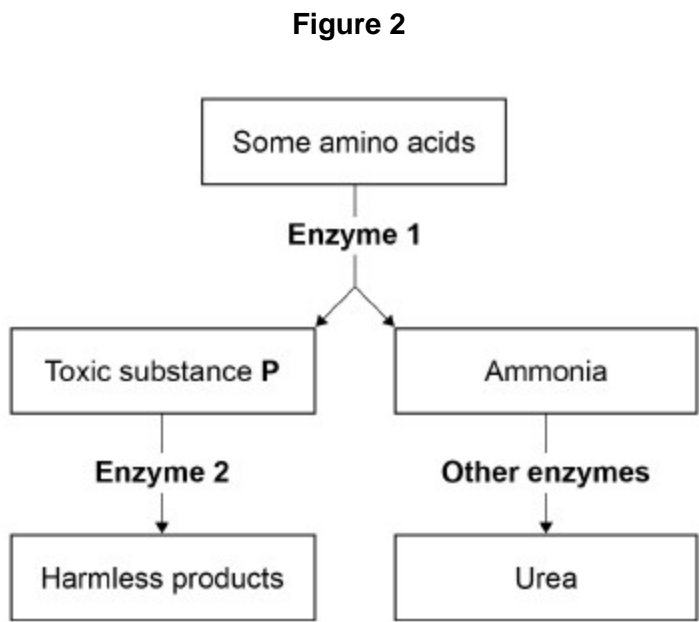 Figure 2
Some amino acids
Enzyme 1
Toxic substance P
Ammonia
Enzyme 2
Other enzymes
Harmless products
Urea